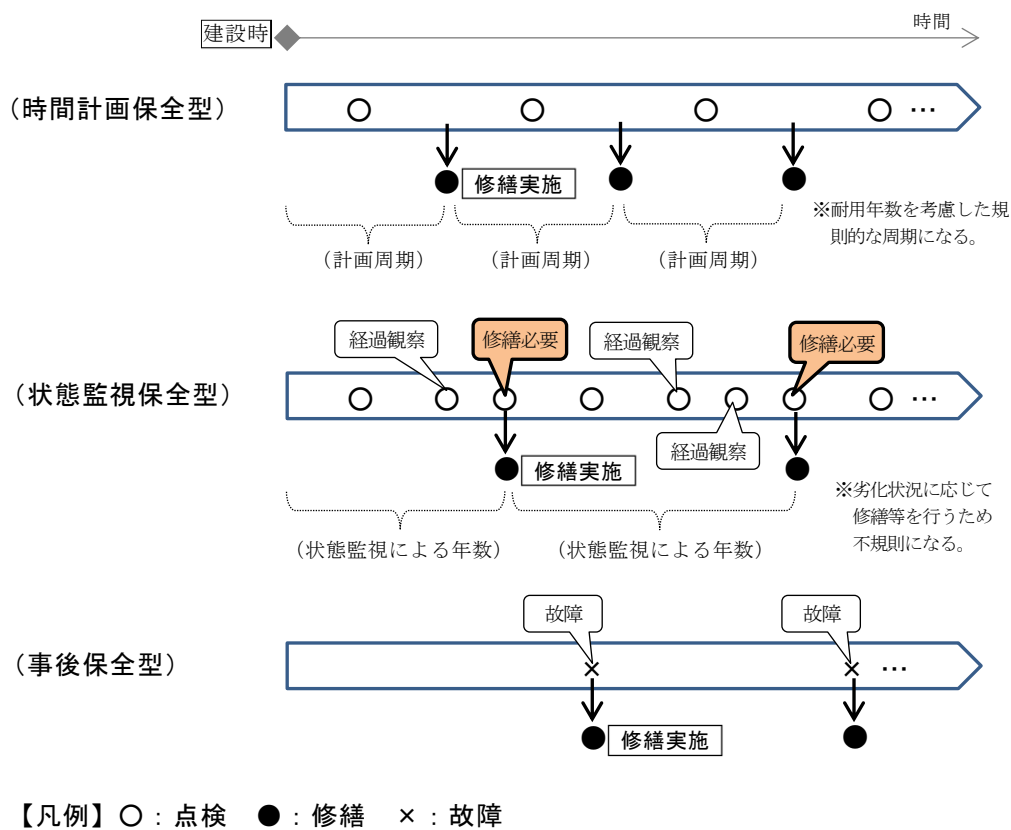 建設時
時間
（時間計画保全型）
○ ○ ○ ○ …
修繕実施
（計画周期）
（計画周期）
（計画周期）
※耐用年数を考慮した規
則的な周期になる。
経過観察
修繕必要
経過観察
修繕必要
（状態監視保全型）
○ ○ ○ ○ ○ ○ ○ ○ …
経過観察
修繕実施
（状態監視による年数）
（状態監視による年数）
※劣化状況に応じて
修繕等を行うため
不規則になる。
故障
故障
（事後保全型）
× × …
修繕実施
【凡例】○：点検　●：修繕　×：故障